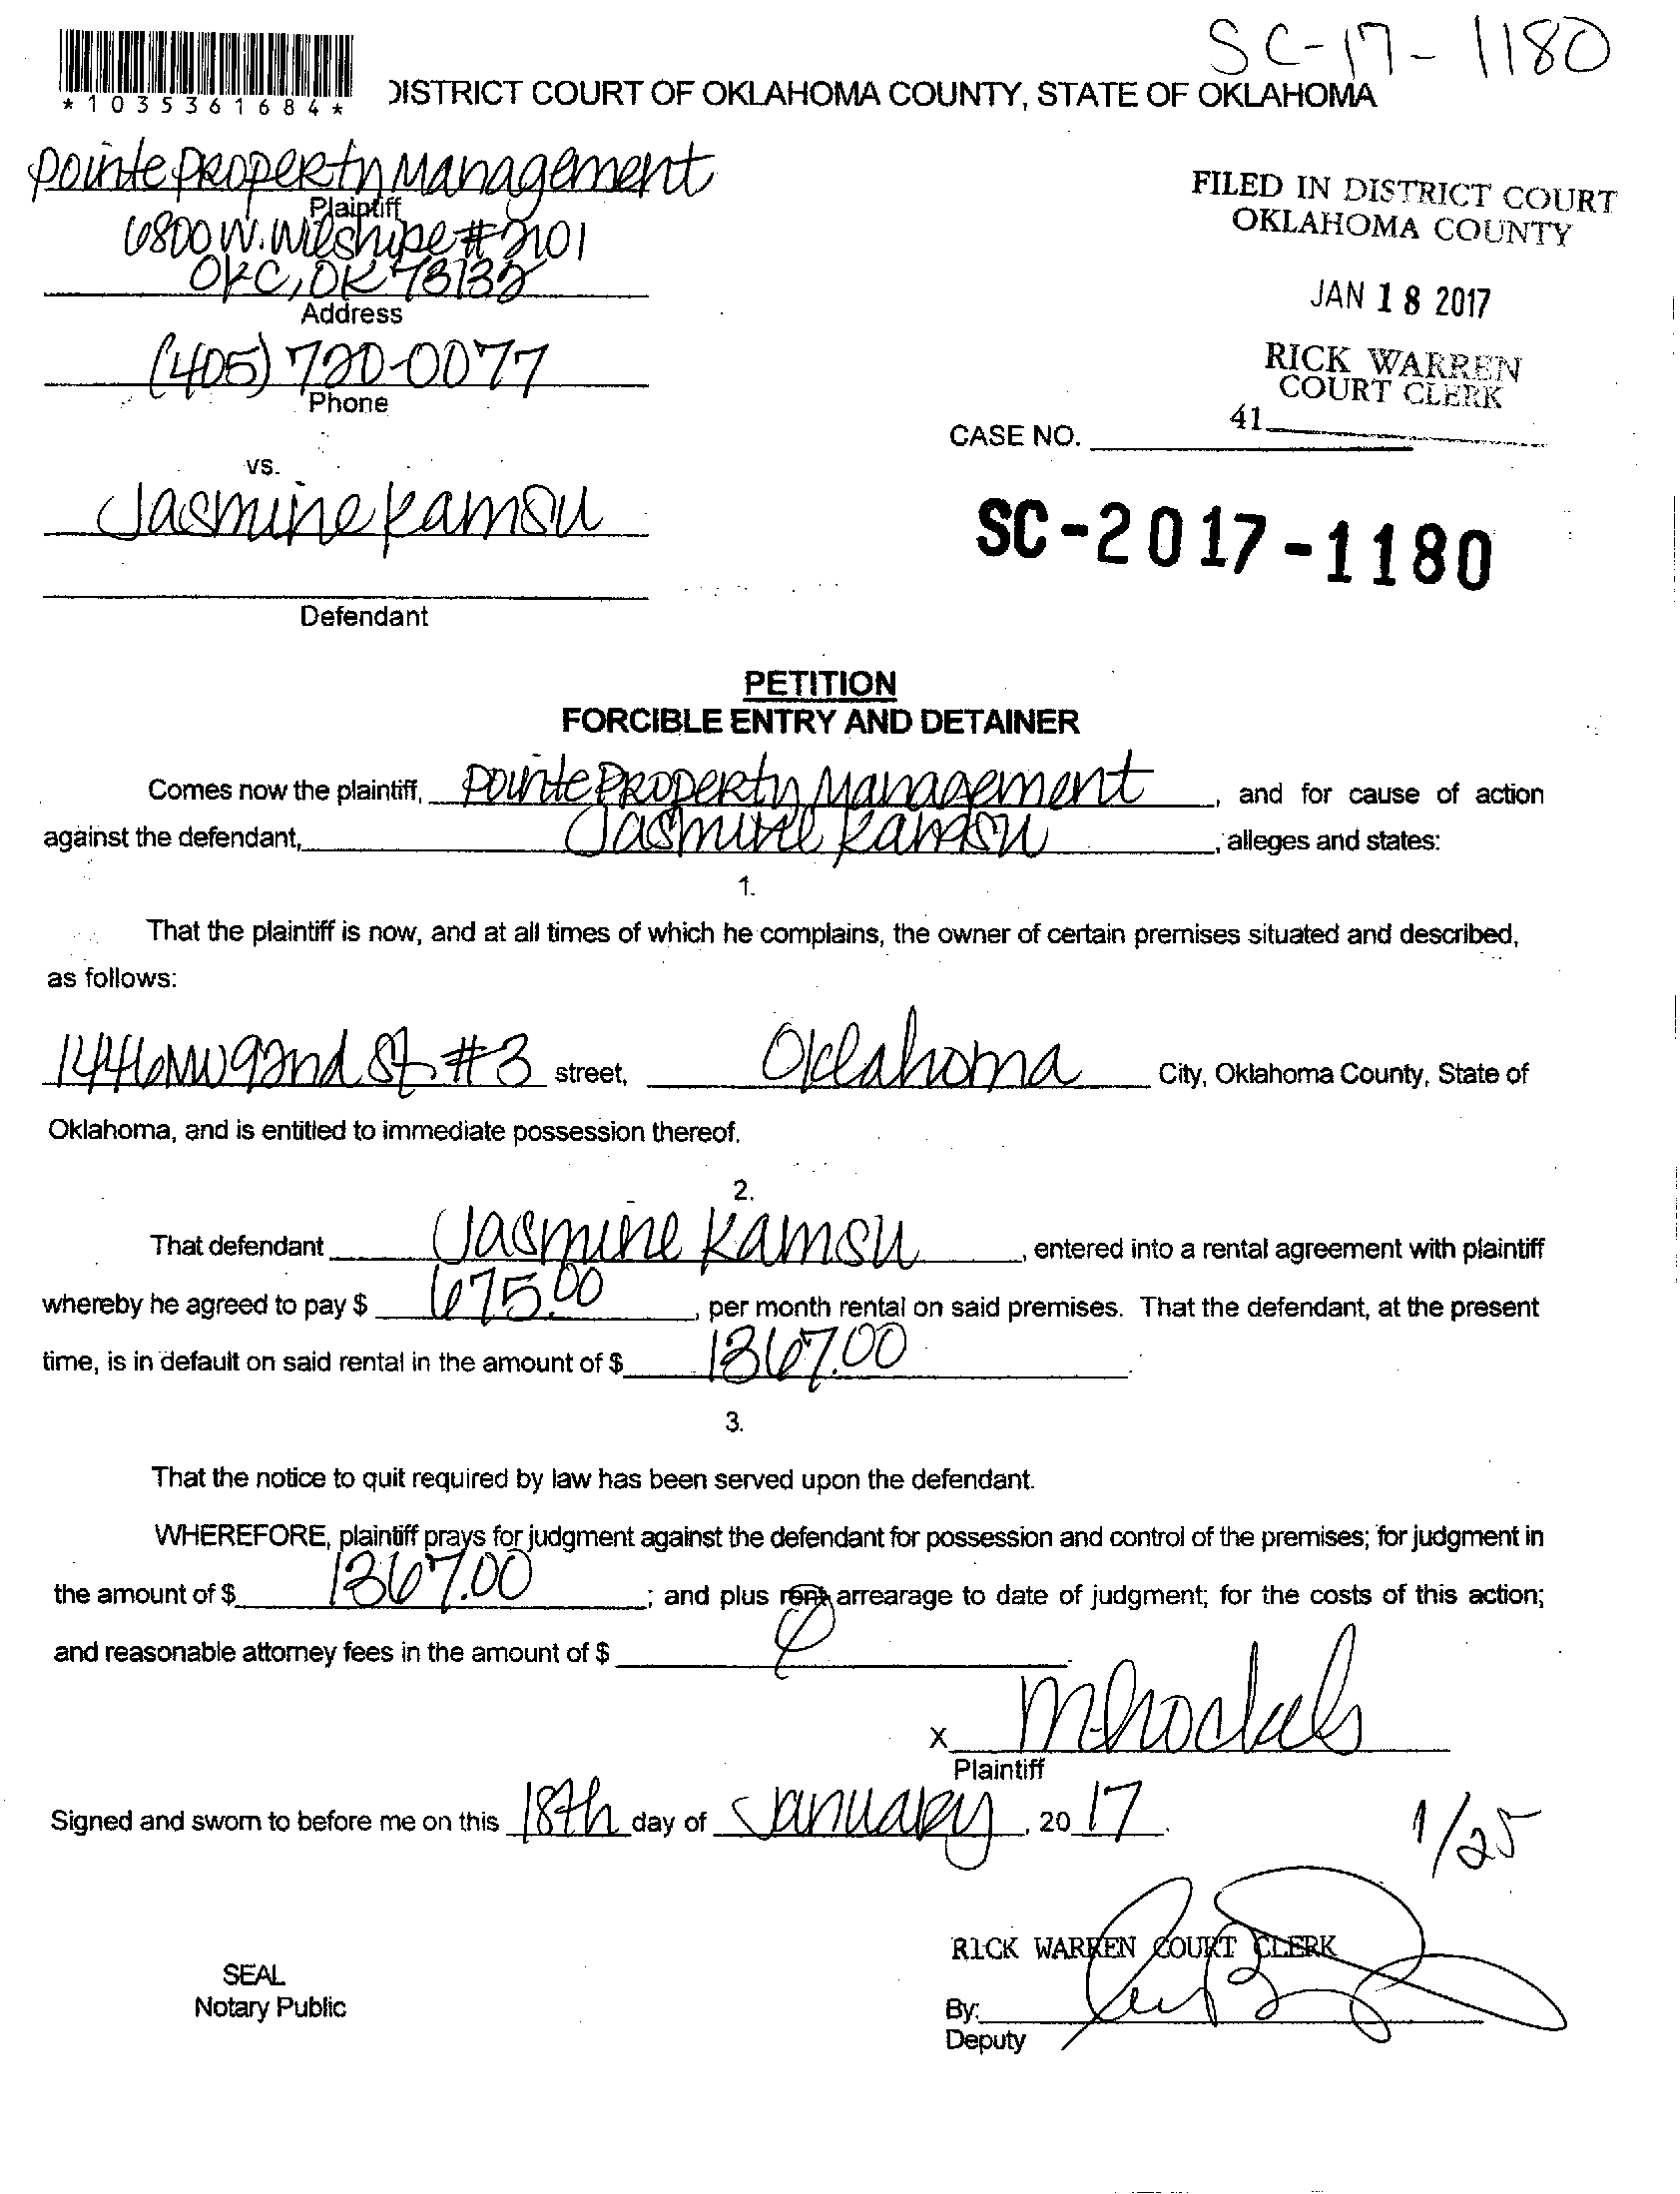 SC-17-1180
*1035361684*
DISTRICT COURT OF OKLAHOMA COUNTY, STATE OF OKLAHOMA
Pointe Property Management
Plaintiff
6800 W. Wilshire #2101
OKC, OK 73132
Address
(405) 720-0077
Phone
FILED IN DISTRICT COURT
OKLAHOMA COUNTY
JAN 18 2017
RICK WARREN
COURT CLERK
41
CASE NO.
vs.
Jasmine Kamsu
SC-2017-1180
Defendant
PETITION
FORCIBLE ENTRY AND DETAINER
Comes now the plaintiff, Pointe Property Management, and for cause of action
against the defendant, Jasmine Kamsu, alleges and states:
1.
That the plaintiff is now, and at all times of which he complains, the owner of certain premises situated and described,
as follows:
1446 NW 92nd St #3 street, Oklahoma City, Oklahoma County, State of
Oklahoma, and is entitled to immediate possession thereof.
2.
That defendant Jasmine Kamsu, entered into a rental agreement with plaintiff
whereby he agreed to pay $ 675.00, per month rental on said premises. That the defendant, at the present
time, is in default on said rental in the amount of $ 1367.00.
3.
That the notice to quit required by law has been served upon the defendant.
WHEREFORE, plaintiff prays for judgment against the defendant for possession and control of the premises; for judgment in
the amount of $ 1367.00; and plus rent arrearage to date of judgment; for the costs of this action;
and reasonable attorney fees in the amount of $
x
Plaintiff
Signed and sworn to before me on this 18th day of January, 2017.
1/25
RICK WARREN COURT CLERK
SEAL
Notary Public
By:
Deputy